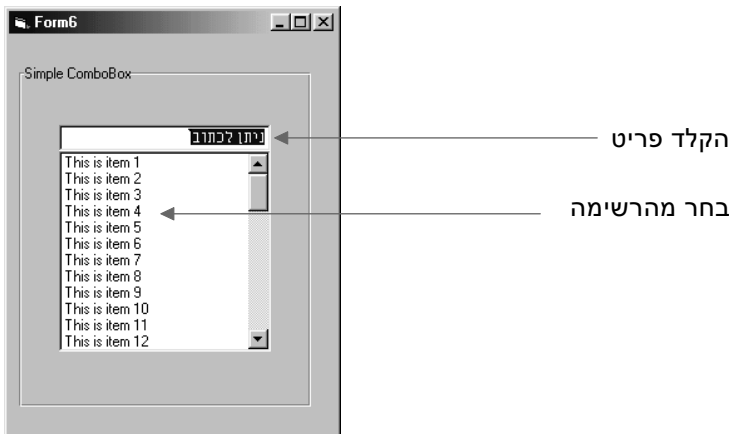 Form6
Simple ComboBox
ניתן לכתוב
הקלד פריט
This is item 1
This is item 2
This is item 3
This is item 4
בחר מהרשימה
This is item 5
This is item 6
This is item 7
This is item 8
This is item 9
This is item 10
This is item 11
This is item 12